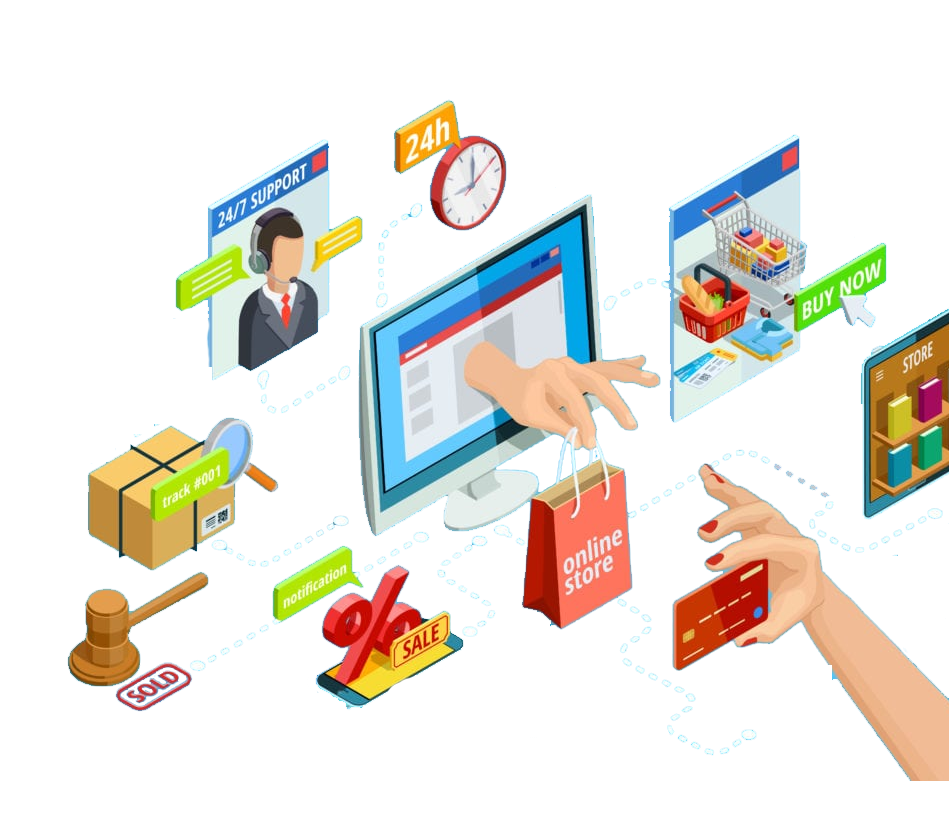 24h
24/7 SUPPORT
BUY NOW
STORE
track #001
online
store
notification
SALE
SOLD